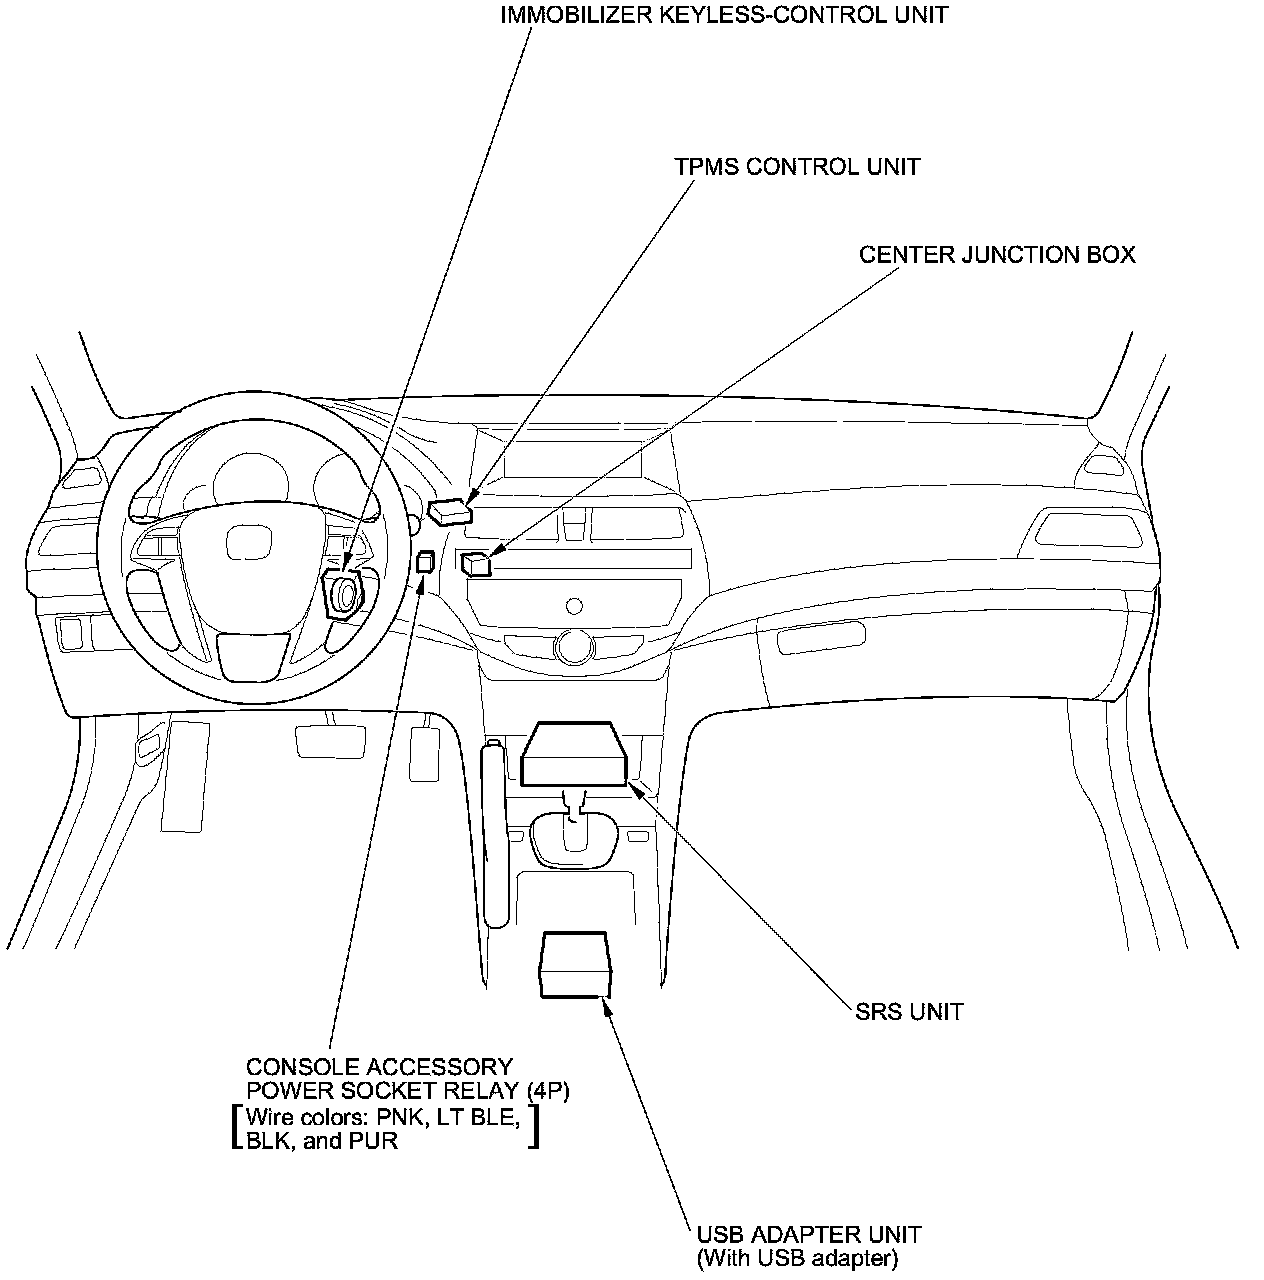 IMMOBILIZER KEYLESS-CONTROL UNIT
TPMS CONTROL UNIT
CENTER JUNCTION BOX
SRS UNIT
CONSOLE ACCESSORY
POWER SOCKET RELAY (4P)
[Wire colors: PNK, LT BLE,
BLK, and PUR]
USB ADAPTER UNIT
(With USB adapter)